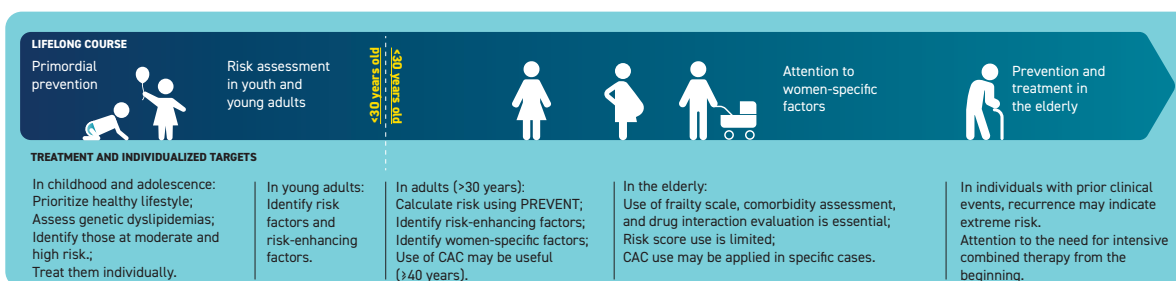 LIFELONG COURSE
Primordial
prevention
Risk assessment
in youth and
young adults
<30 years old
<30 years old
Attention to
women-specific
factors
Prevention and
treatment in
the elderly
TREATMENT AND INDIVIDUALIZED TARGETS
In childhood and adolescence:
Prioritize healthy lifestyle;
Assess genetic dyslipidemias;
Identify those at moderate and
high risk.;
Treat them individually.
In young adults:
Identify risk
factors and
risk-enhancing
factors.
In adults (>30 years):
Calculate risk using PREVENT;
Identify risk-enhancing factors;
Identify women-specific factors;
Use of CAC may be useful
(≥40 years).
In the elderly:
Use of frailty scale, comorbidity assessment,
and drug interaction evaluation is essential;
Risk score use is limited;
CAC use may be applied in specific cases.
In individuals with prior clinical
events, recurrence may indicate
extreme risk.
Attention to the need for intensive
combined therapy from the
beginning.